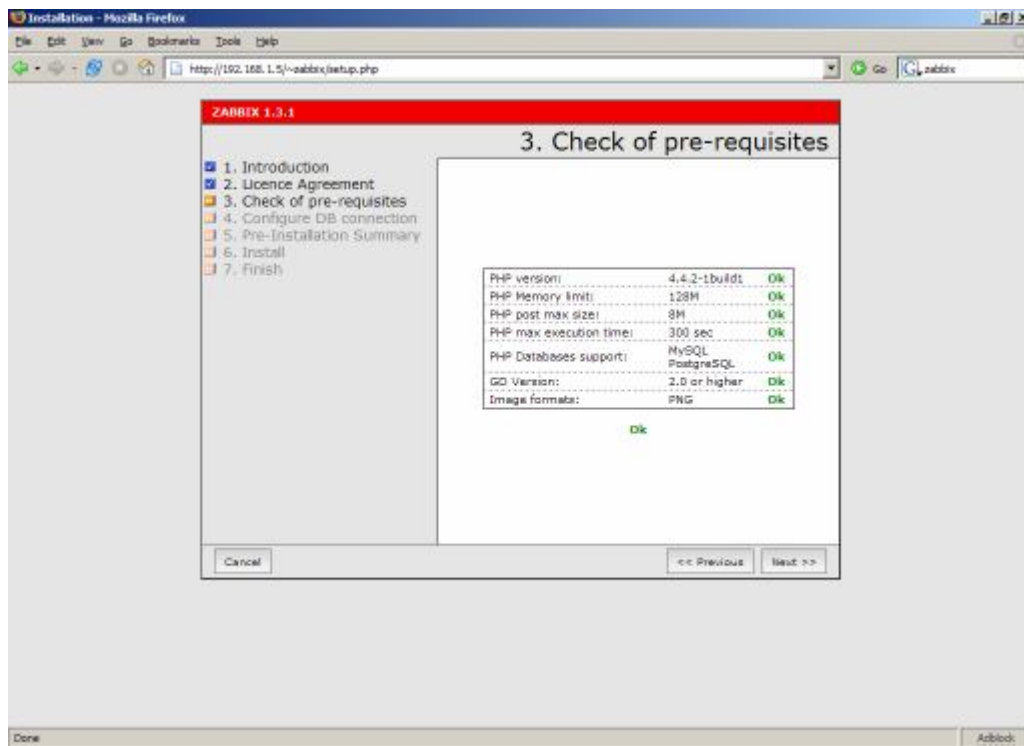 Installation - Mozilla Firefox
File Edit View Go Bookmarks Tools Help
http://192.168.1.5/~zabbix/setup.php
Go
zabbix
ZABBIX 1.3.1
3. Check of pre-requisites
1. Introduction
2. Licence Agreement
3. Check of pre-requisites
4. Configure DB connection
5. Pre-Installation Summary
6. Install
7. Finish
PHP version: 4.4.2-1build1 Ok
PHP Memory limit: 128M Ok
PHP post max size: 8M Ok
PHP max execution time: 300 sec Ok
PHP Databases support: MySQL
PostgreSQL Ok
GD Version: 2.0 or higher Ok
Image formats: PNG Ok
Ok
Cancel << Previous Next >>
Done Adblock